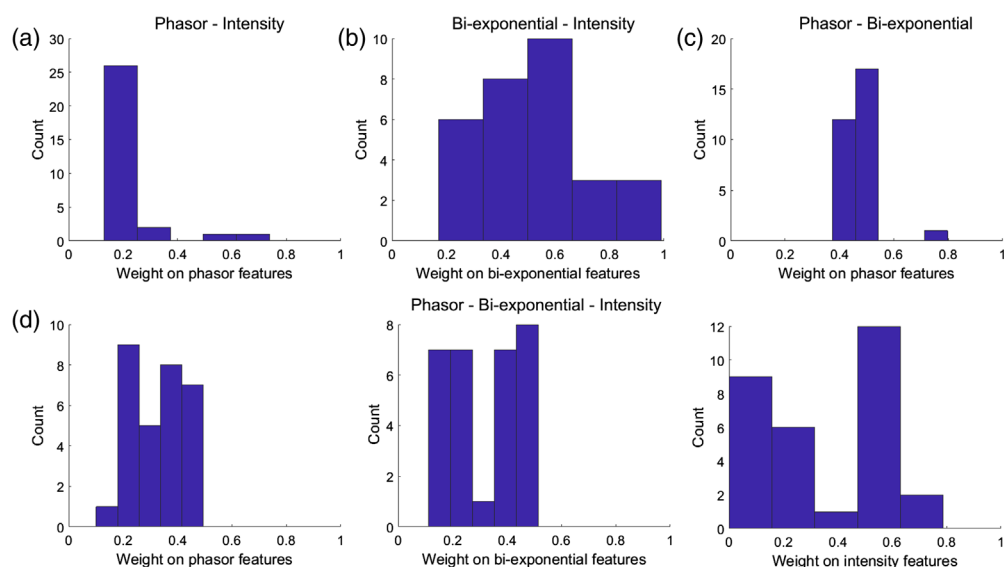 (a)
Phasor - Intensity
30
25
20
15
10
5
0
Count
0 0.2 0.4 0.6 0.8 1
Weight on phasor features
(b)
Bi-exponential - Intensity
10
8
6
4
2
0
Count
0 0.2 0.4 0.6 0.8 1
Weight on bi-exponential features
(c)
Phasor - Bi-exponential
20
15
10
5
0
Count
0 0.2 0.4 0.6 0.8 1
Weight on phasor features
(d)
Phasor - Bi-exponential - Intensity
10
8
6
4
2
0
Count
0 0.2 0.4 0.6 0.8 1
Weight on phasor features
8
6
4
2
0
Count
0 0.2 0.4 0.6 0.8 1
Weight on bi-exponential features
12
10
8
6
4
2
0
Count
0 0.2 0.4 0.6 0.8 1
Weight on intensity features